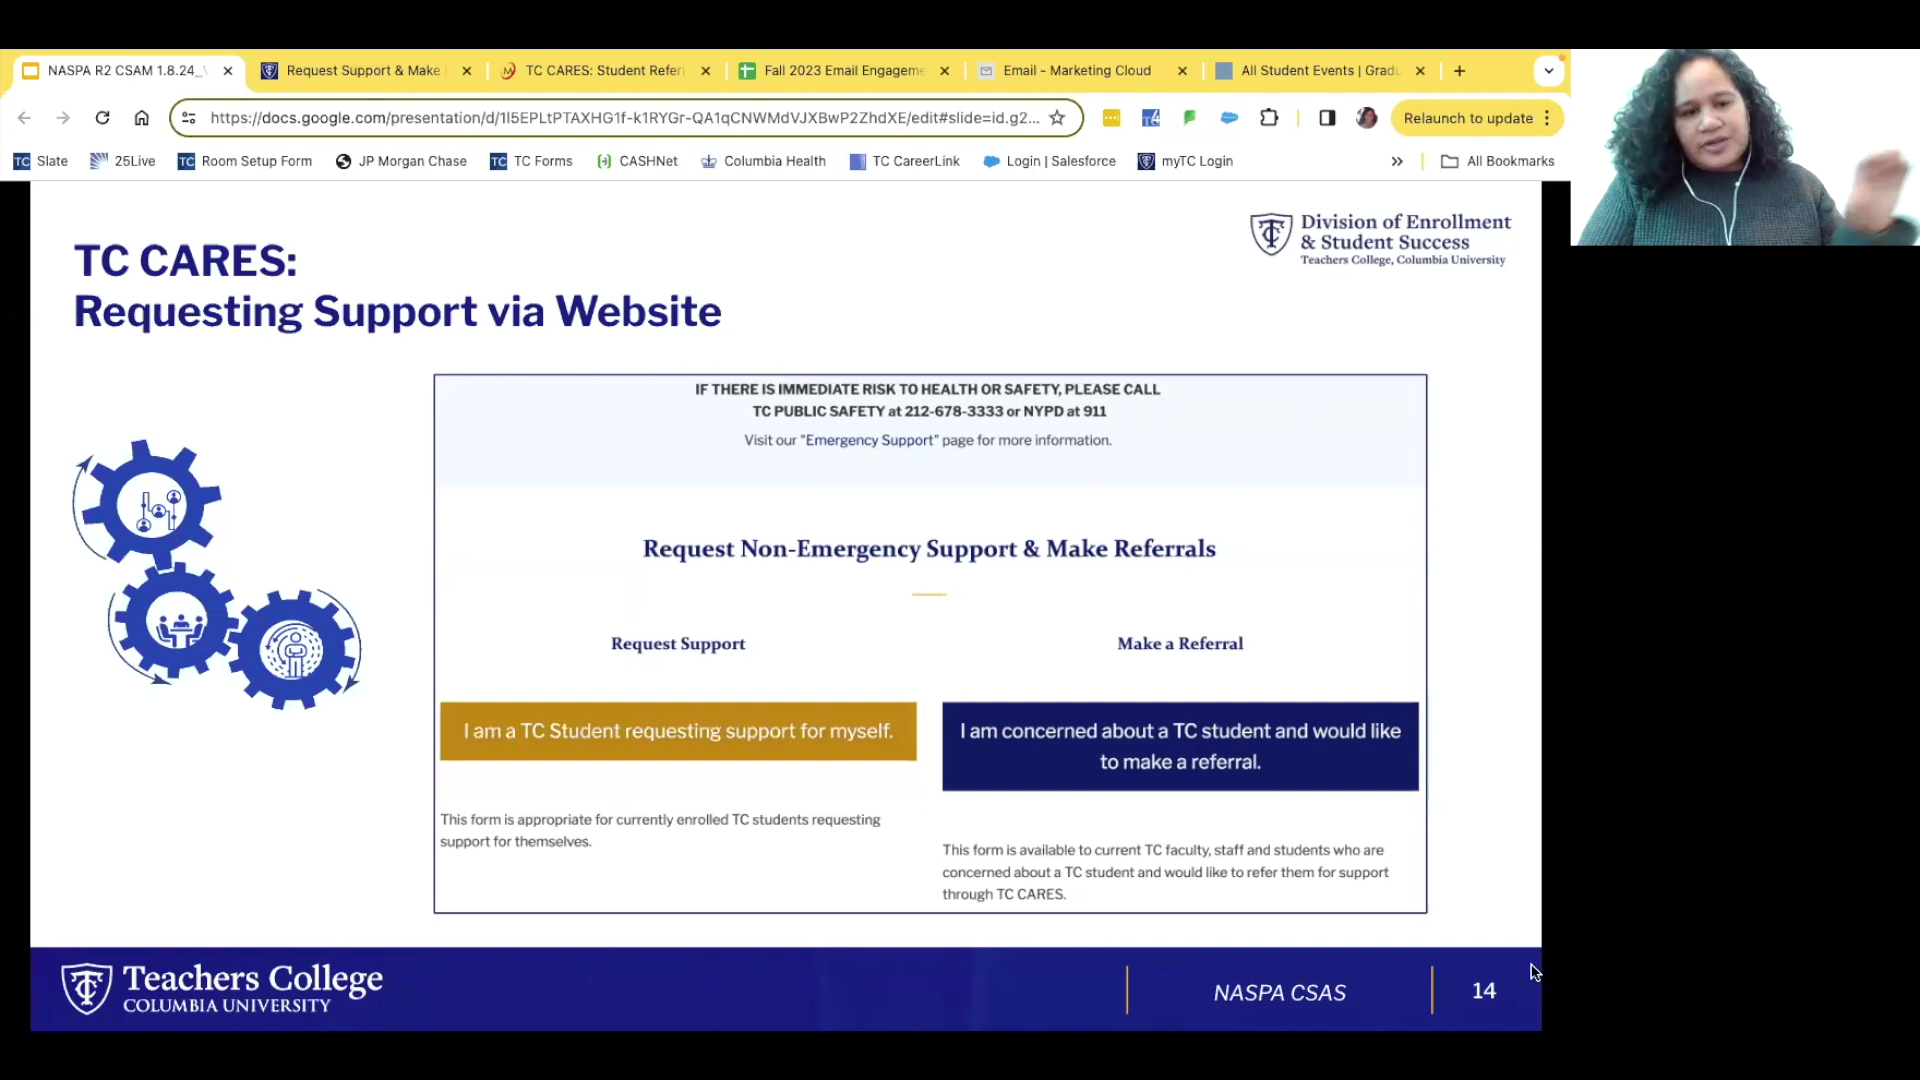 NASPA R2 CSAM 1.8.24_
Request Support & Make
TC CARES: Student Refer
Fall 2023 Email Engageme
Email - Marketing Cloud
All Student Events | Grad
https://docs.google.com/presentation/d/1I5EPLtPTAXHG1f-k1RYGr-QA1qCNWMdVJXBwP2ZhdXE/edit#slide=id.g2...
Relaunch to update
TC Slate
25Live
TC Room Setup Form
JP Morgan Chase
TC TC Forms
CASHNet
Columbia Health
TC CareerLink
Login | Salesforce
myTC Login
All Bookmarks
TC CARES:
Requesting Support via Website
Division of Enrollment
& Student Success
Teachers College, Columbia University
IF THERE IS IMMEDIATE RISK TO HEALTH OR SAFETY, PLEASE CALL
TC PUBLIC SAFETY at 212-678-3333 or NYPD at 911
Visit our "Emergency Support" page for more information.
Request Non-Emergency Support & Make Referrals
Request Support
Make a Referral
I am a TC Student requesting support for myself.
I am concerned about a TC student and would like
to make a referral.
This form is appropriate for currently enrolled TC students requesting
support for themselves.
This form is available to current TC faculty, staff and students who are
concerned about a TC student and would like to refer them for support
through TC CARES.
Teachers College
COLUMBIA UNIVERSITY
NASPA CSAS
14